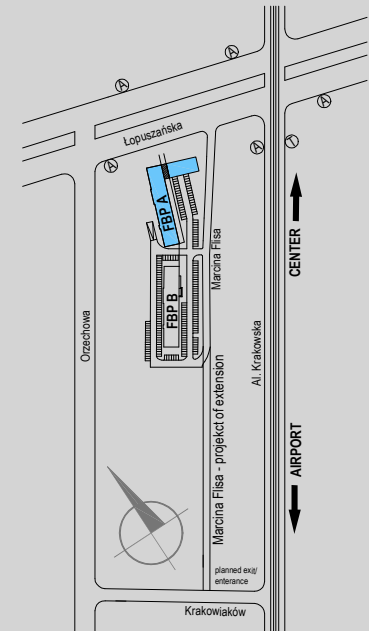 A
A
A
Łopuszańska
A
A
T
FBP A
Marcina Flisa
CENTER
FBP B
Orzechowa
Al. Krakowska
Marcina Flisa - projekct of extension
AIRPORT
planned exit/
enterance
Krakowiaków